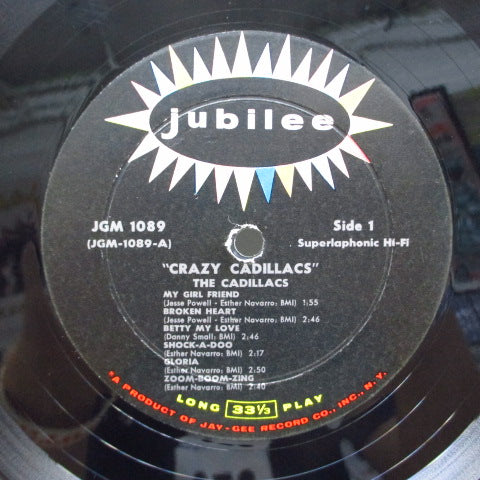 jubilee
JGM 1089
(JGM-1089-A)
Side 1
Superlaphonic Hi-Fi
"CRAZY CADILLACS"
THE CADILLACS
MY GIRL FRIEND
(Jesse Powell - Esther Navarro; BMI) 1:55
BROKEN HEART
(Jesse Powell - Esther Navarro; BMI) 2:46
BETTY MY LOVE
(Danny Small; BMI) 2:46
SHOCK-A-DOO
(Esther Navarro; BMI) 2:17
GLORIA
(Esther Navarro; BMI) 2:50
ZOOM-BOOM-ZING
(Esther Navarro; BMI) 2:40
LONG 33⅓ PLAY
A PRODUCT OF JAY-GEE RECORD CO., INC., N.Y.